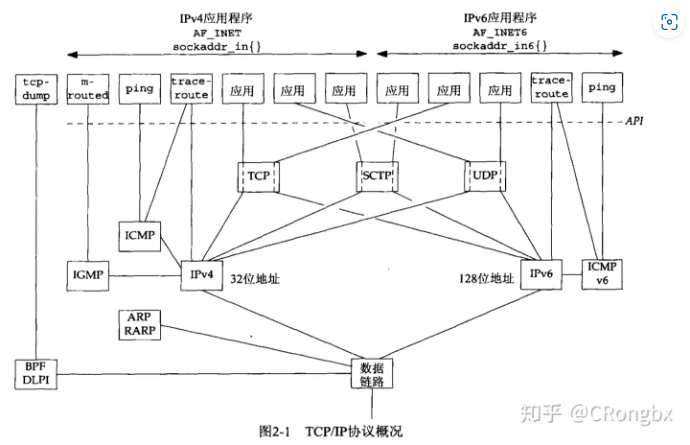 IPv4应用程序
AF_INET
sockaddr_in{}
IPv6应用程序
AF_INET6
sockaddr_in6{}
tcp-
dump
m-
routed
ping
trace-
route
应用
应用
应用
应用
应用
应用
trace-
route
ping
API
TCP
SCTP
UDP
ICMP
IGMP
IPv4
32位地址
128位地址
IPv6
ICMP
v6
ARP
RARP
BPF
DLPI
数据
链路
图2-1 TCP/IP协议概况
知乎 @CRongbx